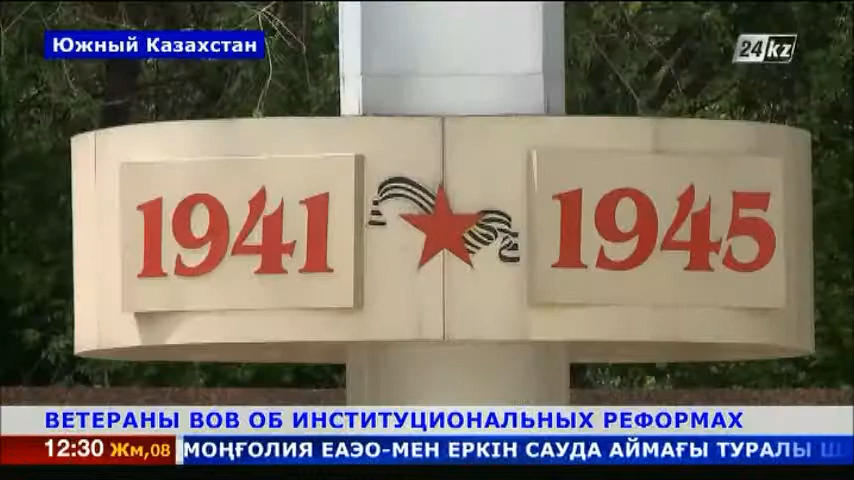 Южный Казахстан
24kz
1941
1945
ВЕТЕРАНЫ ВОВ ОБ ИНСТИТУЦИОНАЛЬНЫХ РЕФОРМАХ
12:30 Жм,08 МОҢҒОЛИЯ ЕАЭО-МЕН ЕРКІН САУДА АЙМАҒЫ ТУРАЛЫ